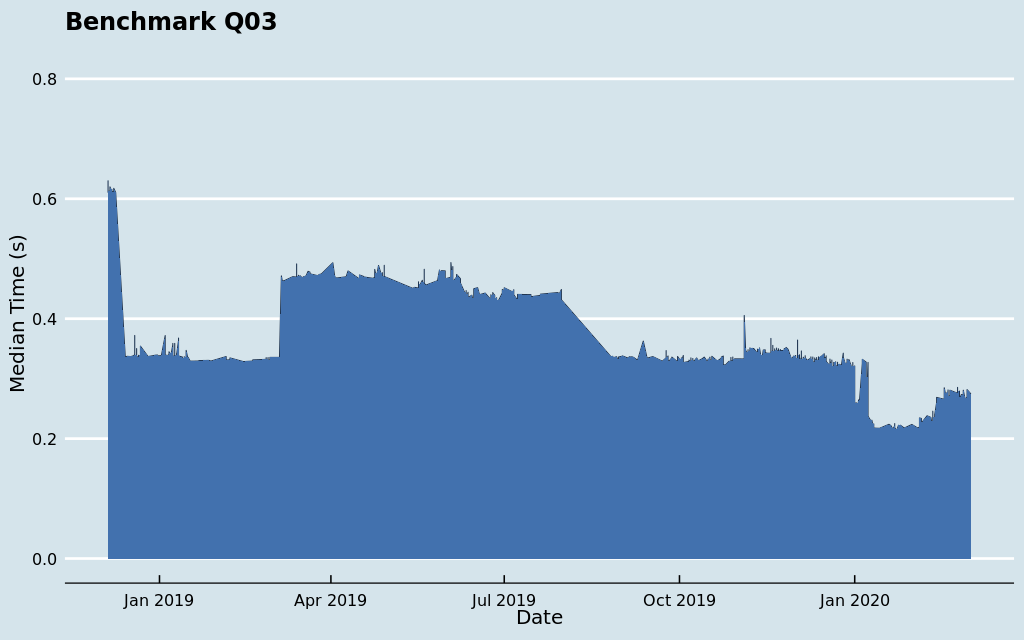 Benchmark Q03
Median Time (s)
0.8
0.6
0.4
0.2
0.0
Jan 2019
Apr 2019
Jul 2019
Oct 2019
Jan 2020
Date